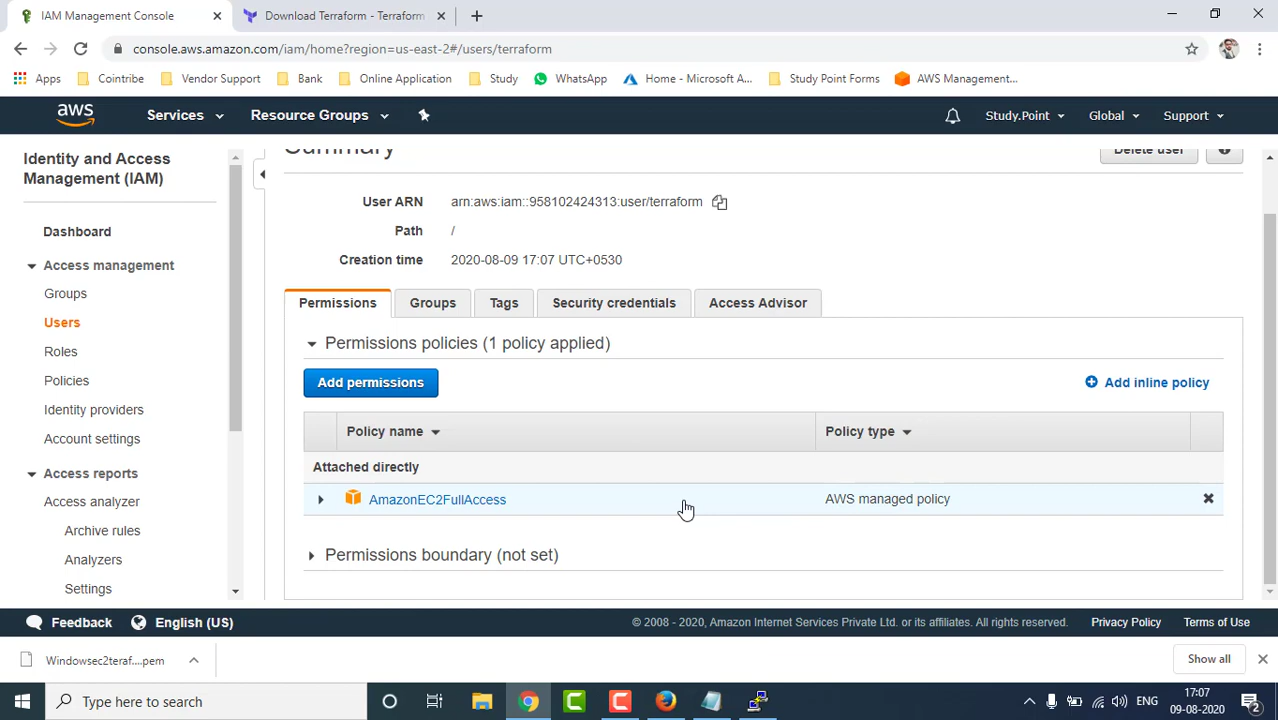 IAM Management Console
Download Terraform - Terraform
console.aws.amazon.com/iam/home?region=us-east-2#/users/terraform
Apps
Cointribe
Vendor Support
Bank
Online Application
Study
WhatsApp
Home - Microsoft A...
Study Point Forms
AWS Management...
aws
Services
Resource Groups
Study.Point
Global
Support
Identity and Access
Management (IAM)
Dashboard
Access management
Groups
Users
Roles
Policies
Identity providers
Account settings
Access reports
Access analyzer
Archive rules
Analyzers
Settings
Summary
Delete user
User ARN
arn:aws:iam::958102424313:user/terraform
Path
/
Creation time
2020-08-09 17:07 UTC+0530
Permissions
Groups
Tags
Security credentials
Access Advisor
Permissions policies (1 policy applied)
Add permissions
Add inline policy
Policy name
Policy type
Attached directly
AmazonEC2FullAccess
AWS managed policy
Permissions boundary (not set)
Feedback
English (US)
© 2008 - 2020, Amazon Internet Services Private Ltd. or its affiliates. All rights reserved.
Privacy Policy
Terms of Use
Windowsec2teraf....pem
Show all
Type here to search
ENG
17:07
09-08-2020
2